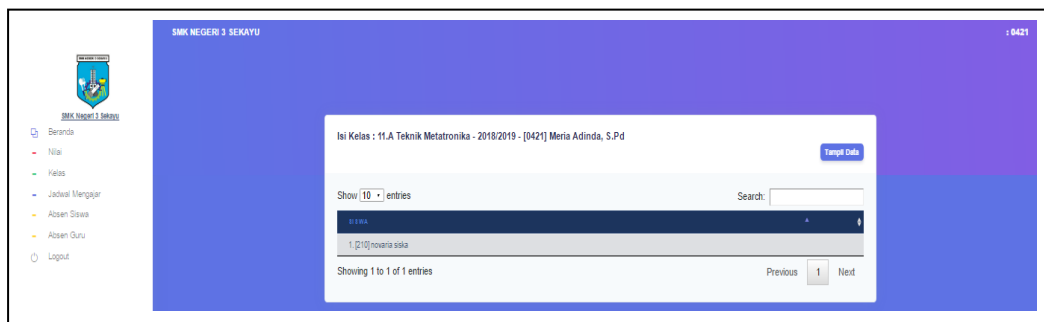 SMK NEGERI 3 SEKAYU
: 0421
SMK Negeri 3 Sekayu
Beranda
Nilai
Kelas
Jadwal Mengajar
Absen Siswa
Absen Guru
Logout
Isi Kelas : 11.A Teknik Metatronika - 2018/2019 - [0421] Meria Adinda, S.Pd
Tampil Data
Show 10 entries
Search:
SISWA
1. [210] novaria siska
Showing 1 to 1 of 1 entries
Previous 1 Next